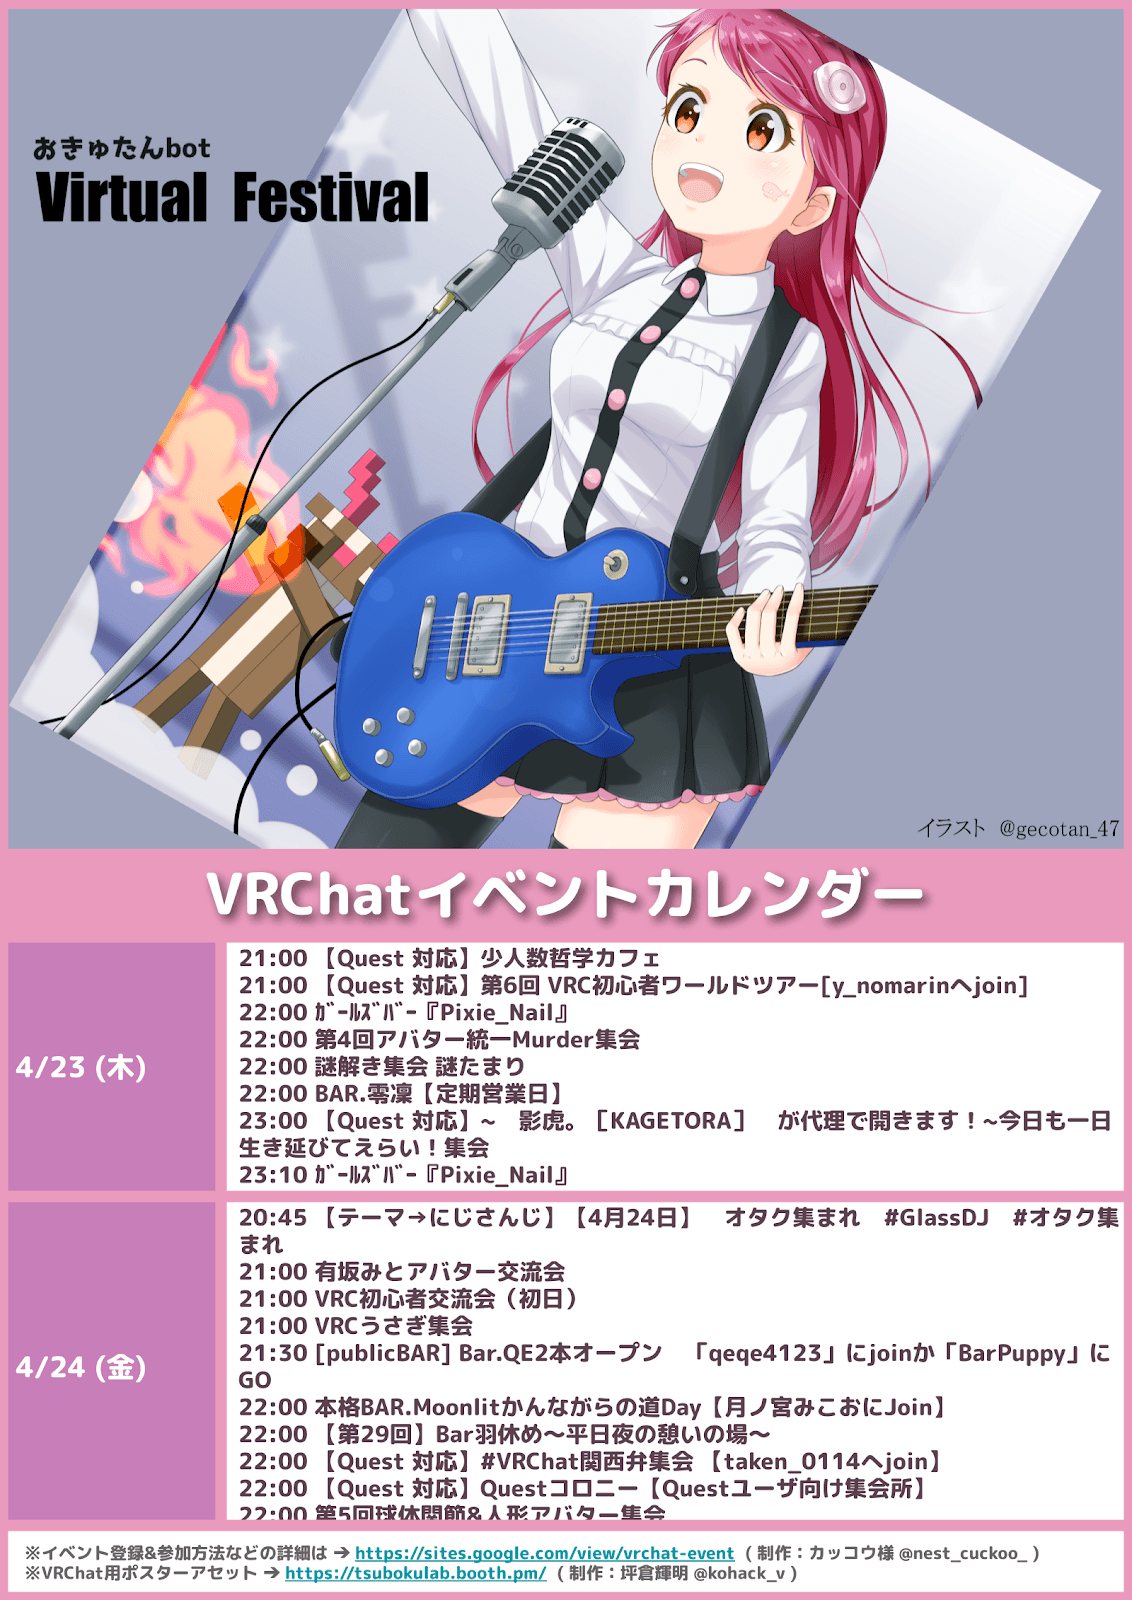 おきゅたんbot
Virtual Festival
イラスト @gecotan_47
VRChatイベントカレンダー
4/23 (木)
21:00 【Quest 対応】少人数哲学カフェ
21:00 【Quest 対応】第6回 VRC初心者ワールドツアー[y_nomarinへjoin]
22:00 ｶﾞｰﾙｽﾞﾊﾞｰ『Pixie_Nail』
22:00 第4回アバター統一Murder集会
22:00 謎解き集会 謎たまり
22:00 BAR.零凜【定期営業日】
23:00 【Quest 対応】~　影虎。［KAGETORA］　が代理で開きます！~今日も一日
生き延びてえらい！集会
23:10 ｶﾞｰﾙｽﾞﾊﾞｰ『Pixie_Nail』
4/24 (金)
20:45 【テーマ→にじさんじ】【4月24日】　オタク集まれ　#GlassDJ　#オタク集
まれ
21:00 有坂みとアバター交流会
21:00 VRC初心者交流会（初日）
21:00 VRCうさぎ集会
21:30 [publicBAR] Bar.QE2本オープン　「qeqe4123」にjoinか「BarPuppy」に
GO
22:00 本格BAR.Moonlitかんながらの道Day【月ノ宮みこおにJoin】
22:00 【第29回】Bar羽休め～平日夜の憩いの場～
22:00 【Quest 対応】#VRChat関西弁集会 【taken_0114へjoin】
22:00 【Quest 対応】Questコロニー【Questユーザ向け集会所】
22:00 第5回球体関節&人形アバター集会
※イベント登録&参加方法などの詳細は ➔ https://sites.google.com/view/vrchat-event （ 制作：カッコウ様 @nest_cuckoo_ ）
※VRChat用ポスターアセット ➔ https://tsubokulab.booth.pm/ （ 制作：坪倉輝明 @kohack_v ）